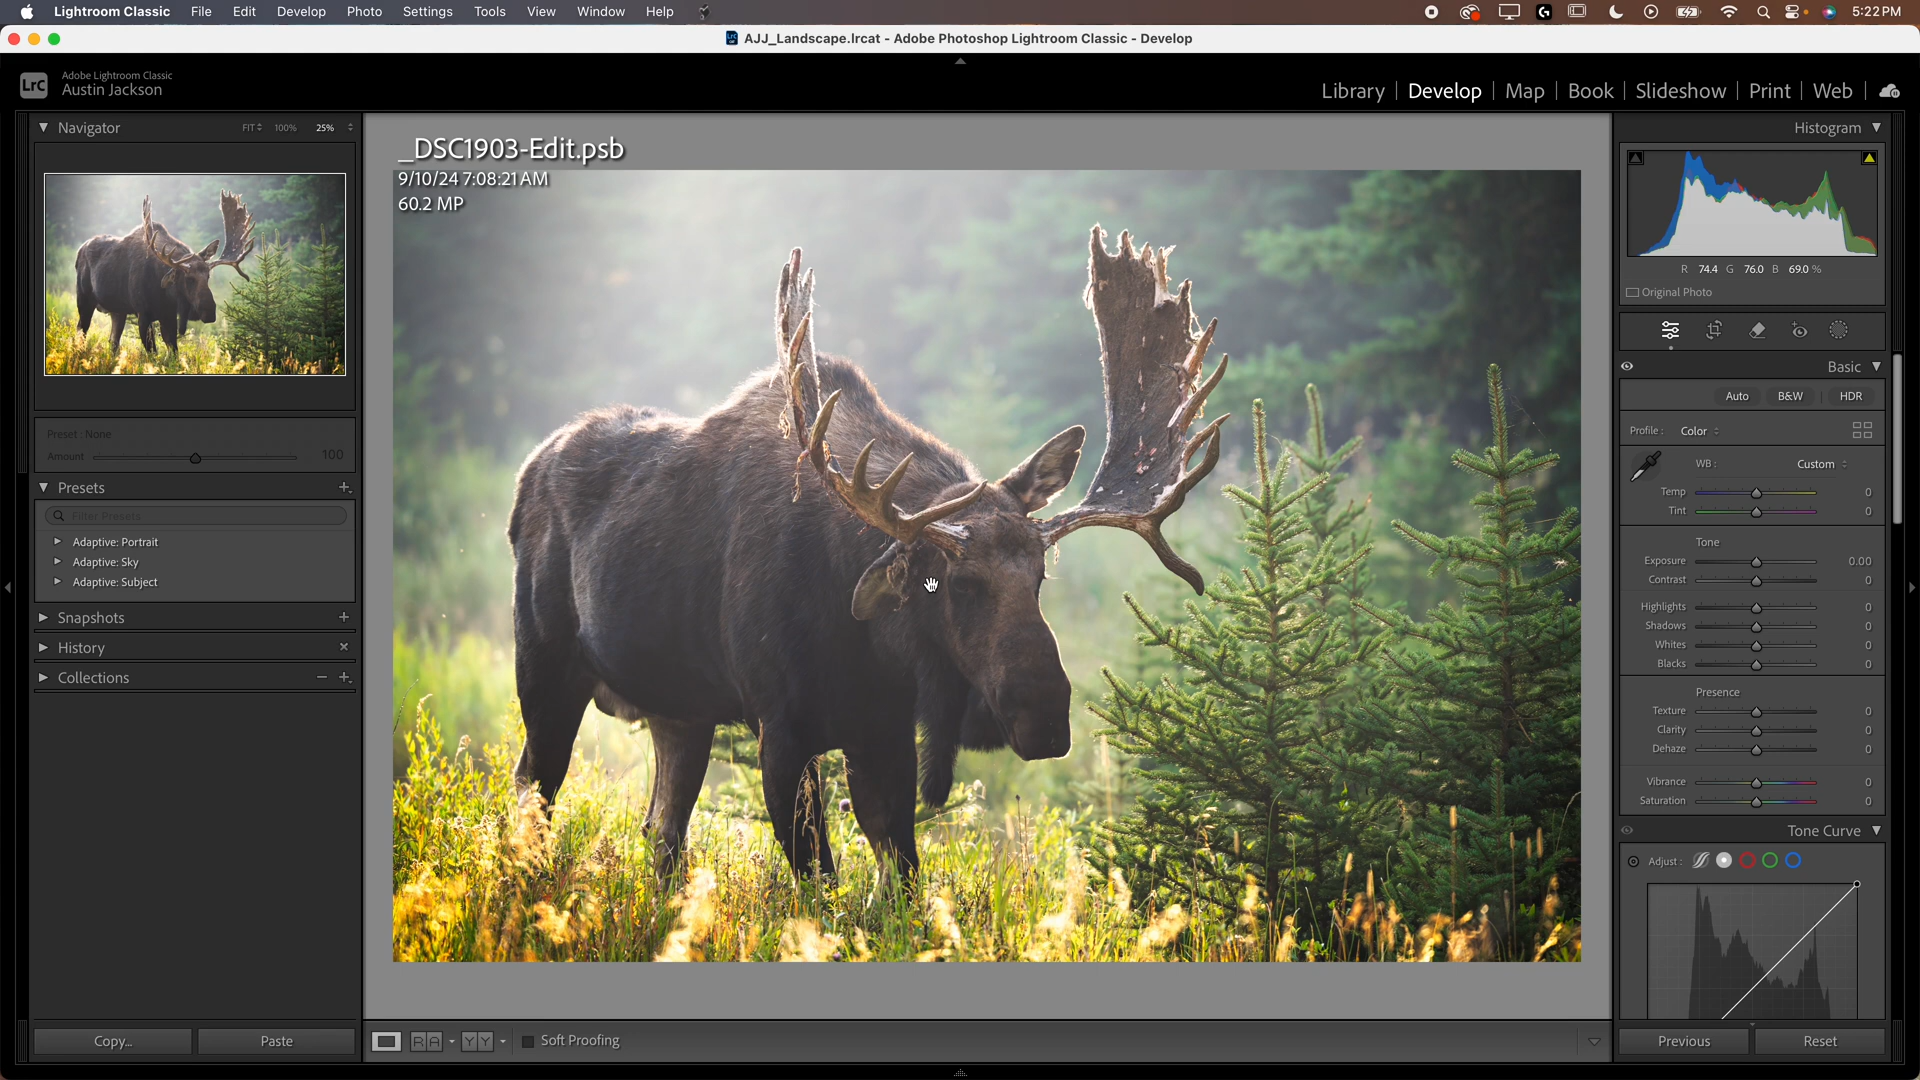 Lightroom Classic File Edit Develop Photo Settings Tools View Window Help 5:22 PM
AJJ_Landscape.lrcat - Adobe Photoshop Lightroom Classic - Develop
LrC Adobe Lightroom Classic
Austin Jackson
Library | Develop | Map | Book | Slideshow | Print | Web
Navigator FIT 100% 25%
Preset : None
Amount 100
Presets
Filter Presets
Adaptive: Portrait
Adaptive: Sky
Adaptive: Subject
Snapshots
History
Collections
Copy... Paste
_DSC1903-Edit.psb
9/10/24 7:08:21 AM
60.2 MP
R A Y Y Soft Proofing
Histogram
R 74.4 G 76.0 B 69.0 %
Original Photo
Basic
Auto B&W HDR
Profile : Color
WB : Custom
Temp 0
Tint 0
Tone
Exposure 0.00
Contrast 0
Highlights 0
Shadows 0
Whites 0
Blacks 0
Presence
Texture 0
Clarity 0
Dehaze 0
Vibrance 0
Saturation 0
Tone Curve
Adjust :
Previous Reset